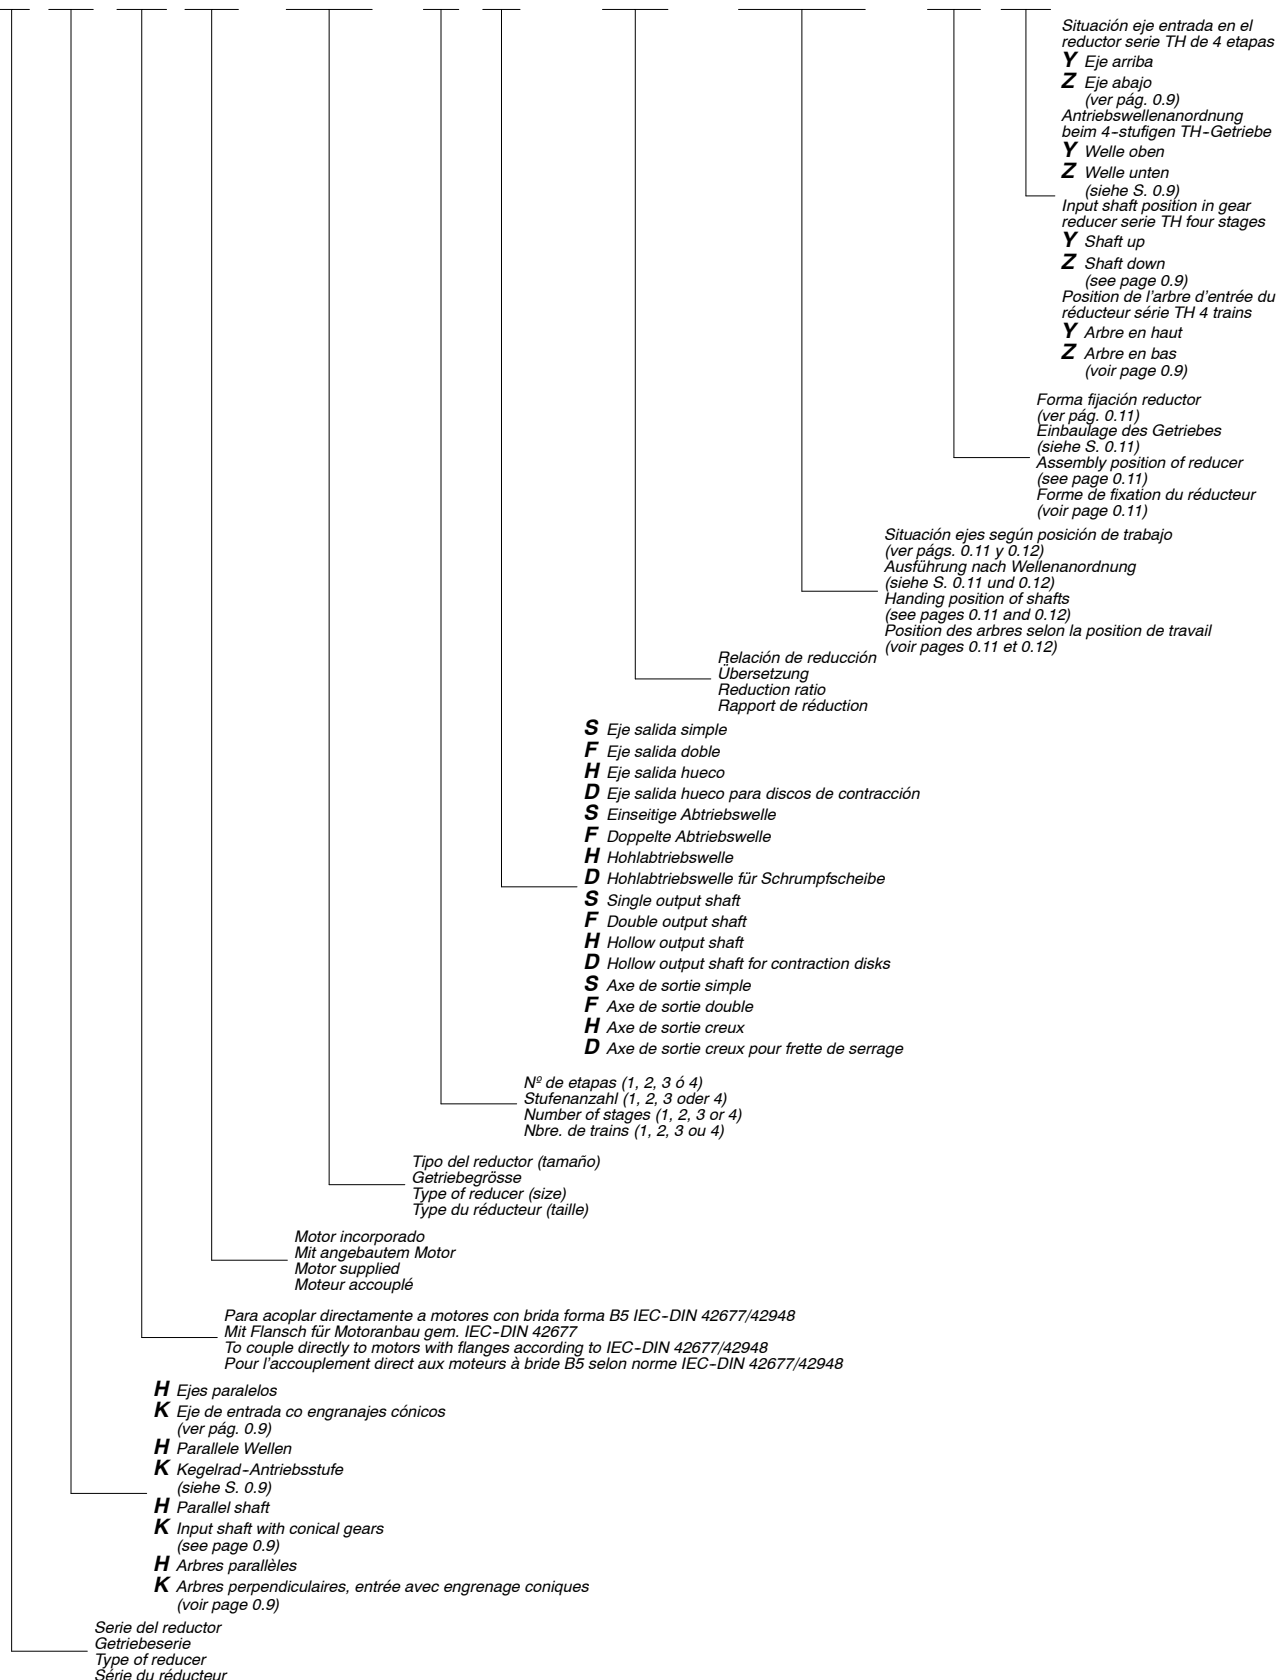 Situación eje entrada en el
reductor serie TH de 4 etapas
Y Eje arriba
Z Eje abajo
(ver pág. 0.9)
Antriebswellenanordnung
beim 4-stufigen TH-Getriebe
Y Welle oben
Z Welle unten
(siehe S. 0.9)
Input shaft position in gear
reducer serie TH four stages
Y Shaft up
Z Shaft down
(see page 0.9)
Position de l'arbre d'entrée du
réducteur série TH 4 trains
Y Arbre en haut
Z Arbre en bas
(voir page 0.9)
Forma fijación reductor
(ver pág. 0.11)
Einbaulage des Getriebes
(siehe S. 0.11)
Assembly position of reducer
(see page 0.11)
Forme de fixation du réducteur
(voir page 0.11)
Situación ejes según posición de trabajo
(ver págs. 0.11 y 0.12)
Ausführung nach Wellenanordnung
(siehe S. 0.11 und 0.12)
Handing position of shafts
(see pages 0.11 and 0.12)
Position des arbres selon la position de travail
(voir pages 0.11 et 0.12)
Relación de reducción
Übersetzung
Reduction ratio
Rapport de réduction
S Eje salida simple
F Eje salida doble
H Eje salida hueco
D Eje salida hueco para discos de contracción
S Einseitige Abtriebswelle
F Doppelte Abtriebswelle
H Hohlabtriebswelle
D Hohlabtriebswelle für Schrumpfscheibe
S Single output shaft
F Double output shaft
H Hollow output shaft
D Hollow output shaft for contraction disks
S Axe de sortie simple
F Axe de sortie double
H Axe de sortie creux
D Axe de sortie creux pour frette de serrage
Nº de etapas (1, 2, 3 ó 4)
Stufenanzahl (1, 2, 3 oder 4)
Number of stages (1, 2, 3 or 4)
Nbre. de trains (1, 2, 3 ou 4)
Tipo del reductor (tamaño)
Getriebegrösse
Type of reducer (size)
Type du réducteur (taille)
Motor incorporado
Mit angebautem Motor
Motor supplied
Moteur accouplé
Para acoplar directamente a motores con brida forma B5 IEC-DIN 42677/42948
Mit Flansch für Motoranbau gem. IEC-DIN 42677
To couple directly to motors with flanges according to IEC-DIN 42677/42948
Pour l'accouplement direct aux moteurs à bride B5 selon norme IEC-DIN 42677/42948
H Ejes paralelos
K Eje de entrada co engranajes cónicos
(ver pág. 0.9)
H Parallele Wellen
K Kegelrad-Antriebsstufe
(siehe S. 0.9)
H Parallel shaft
K Input shaft with conical gears
(see page 0.9)
H Arbres parallèles
K Arbres perpendiculaires, entrée avec engrenage coniques
(voir page 0.9)
Serie del reductor
Getriebeserie
Type of reducer
Série du réducteur